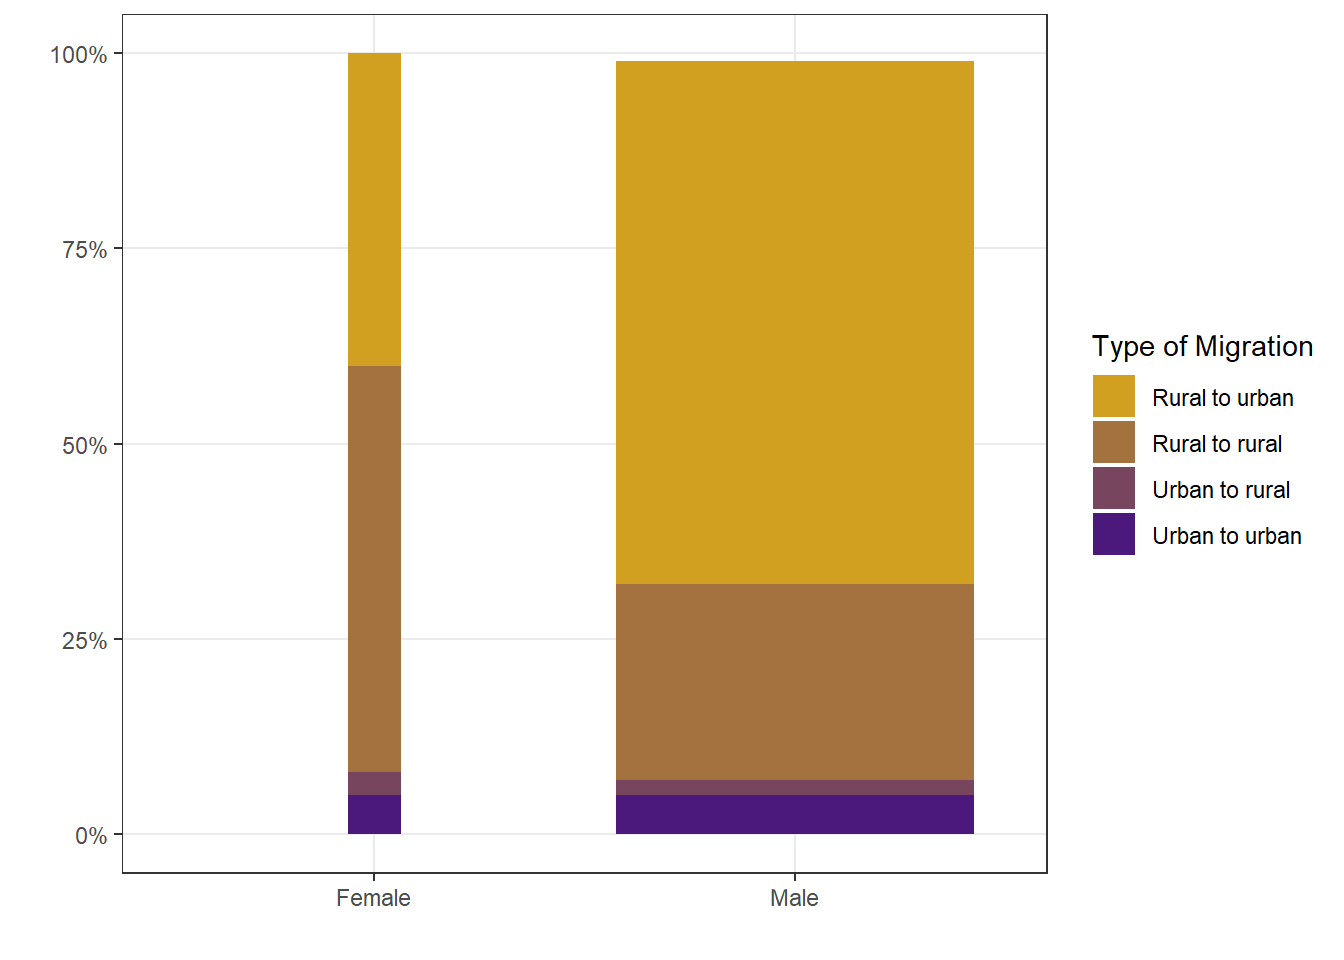 100%
75%
50%
25%
0%
Female Male
Type of Migration
Rural to urban
Rural to rural
Urban to rural
Urban to urban